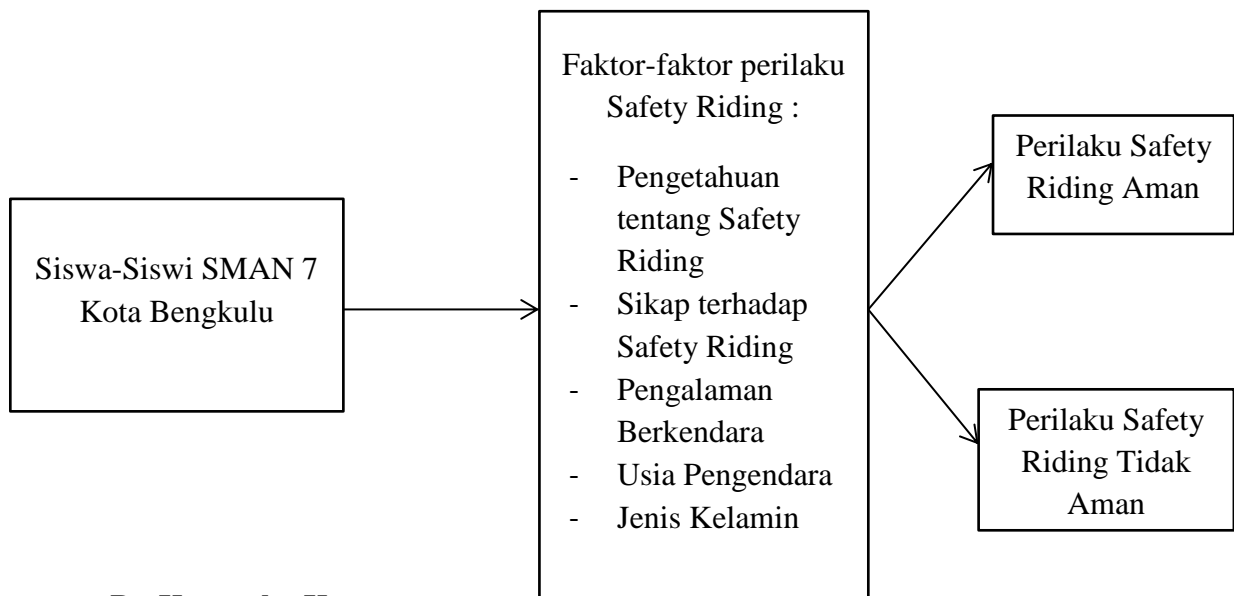 Siswa-Siswi SMAN 7
Kota Bengkulu
Faktor-faktor perilaku
Safety Riding :
- Pengetahuan
tentang Safety
Riding
- Sikap terhadap
Safety Riding
- Pengalaman
Berkendara
- Usia Pengendara
- Jenis Kelamin
Perilaku Safety
Riding Aman
Perilaku Safety
Riding Tidak
Aman